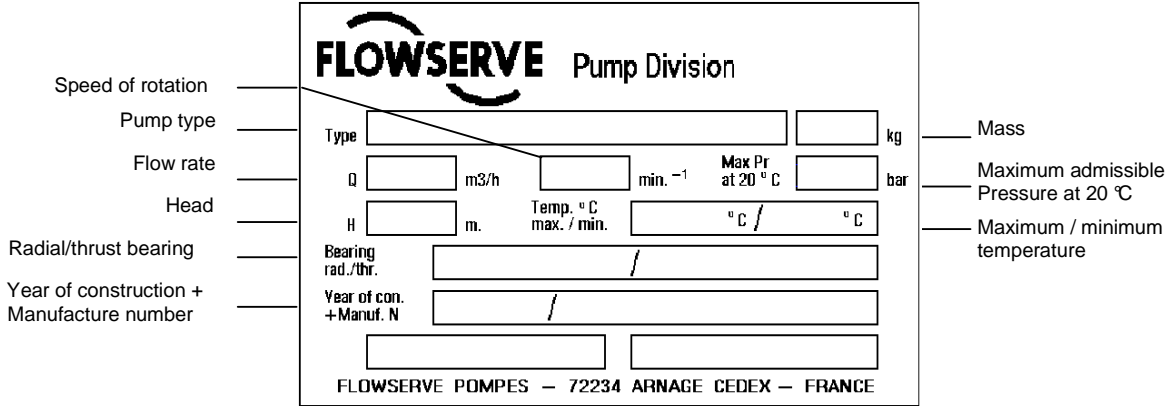 FLOWSERVE Pump Division
Speed of rotation
Pump type
Flow rate
Head
Radial/thrust bearing
Year of construction +
Manufacture number
Type kg
Q m3/h min. ⁻¹ Max Pr
at 20 °C bar
H m. Temp. °C
max. / min. °C / °C
Bearing
rad./thr. /
Year of con.
+Manuf. N /
FLOWSERVE POMPES – 72234 ARNAGE CEDEX – FRANCE
Mass
Maximum admissible
Pressure at 20 °C
Maximum / minimum
temperature